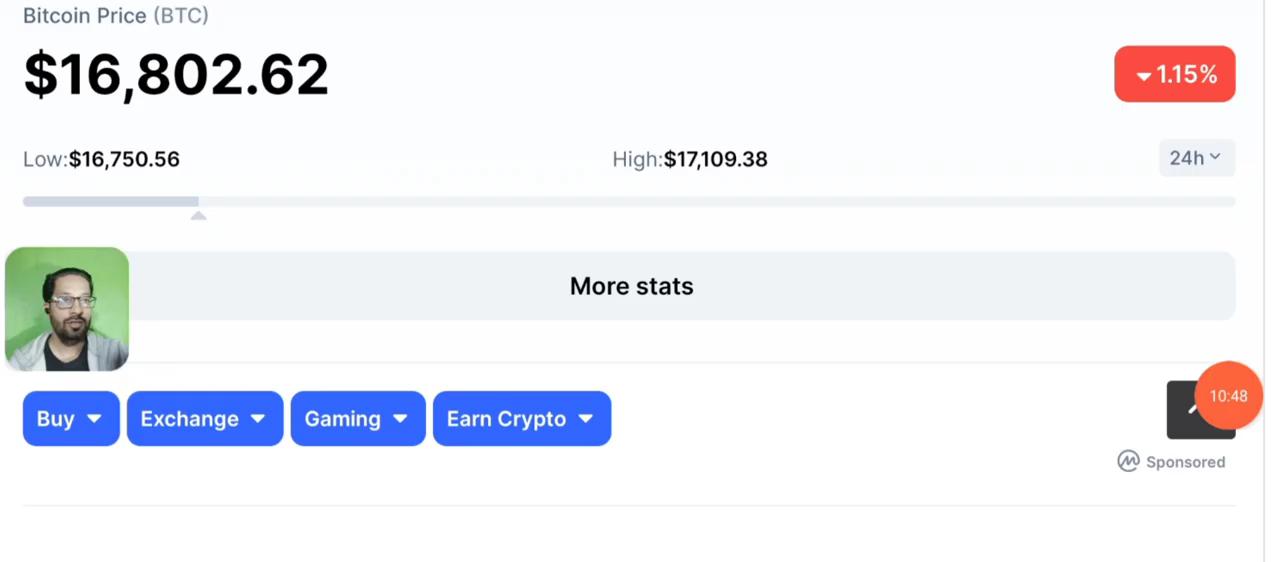 Bitcoin Price (BTC)
$16,802.62
1.15%
Low:$16,750.56 High:$17,109.38 24h
More stats
Buy Exchange Gaming Earn Crypto
10:48
Sponsored